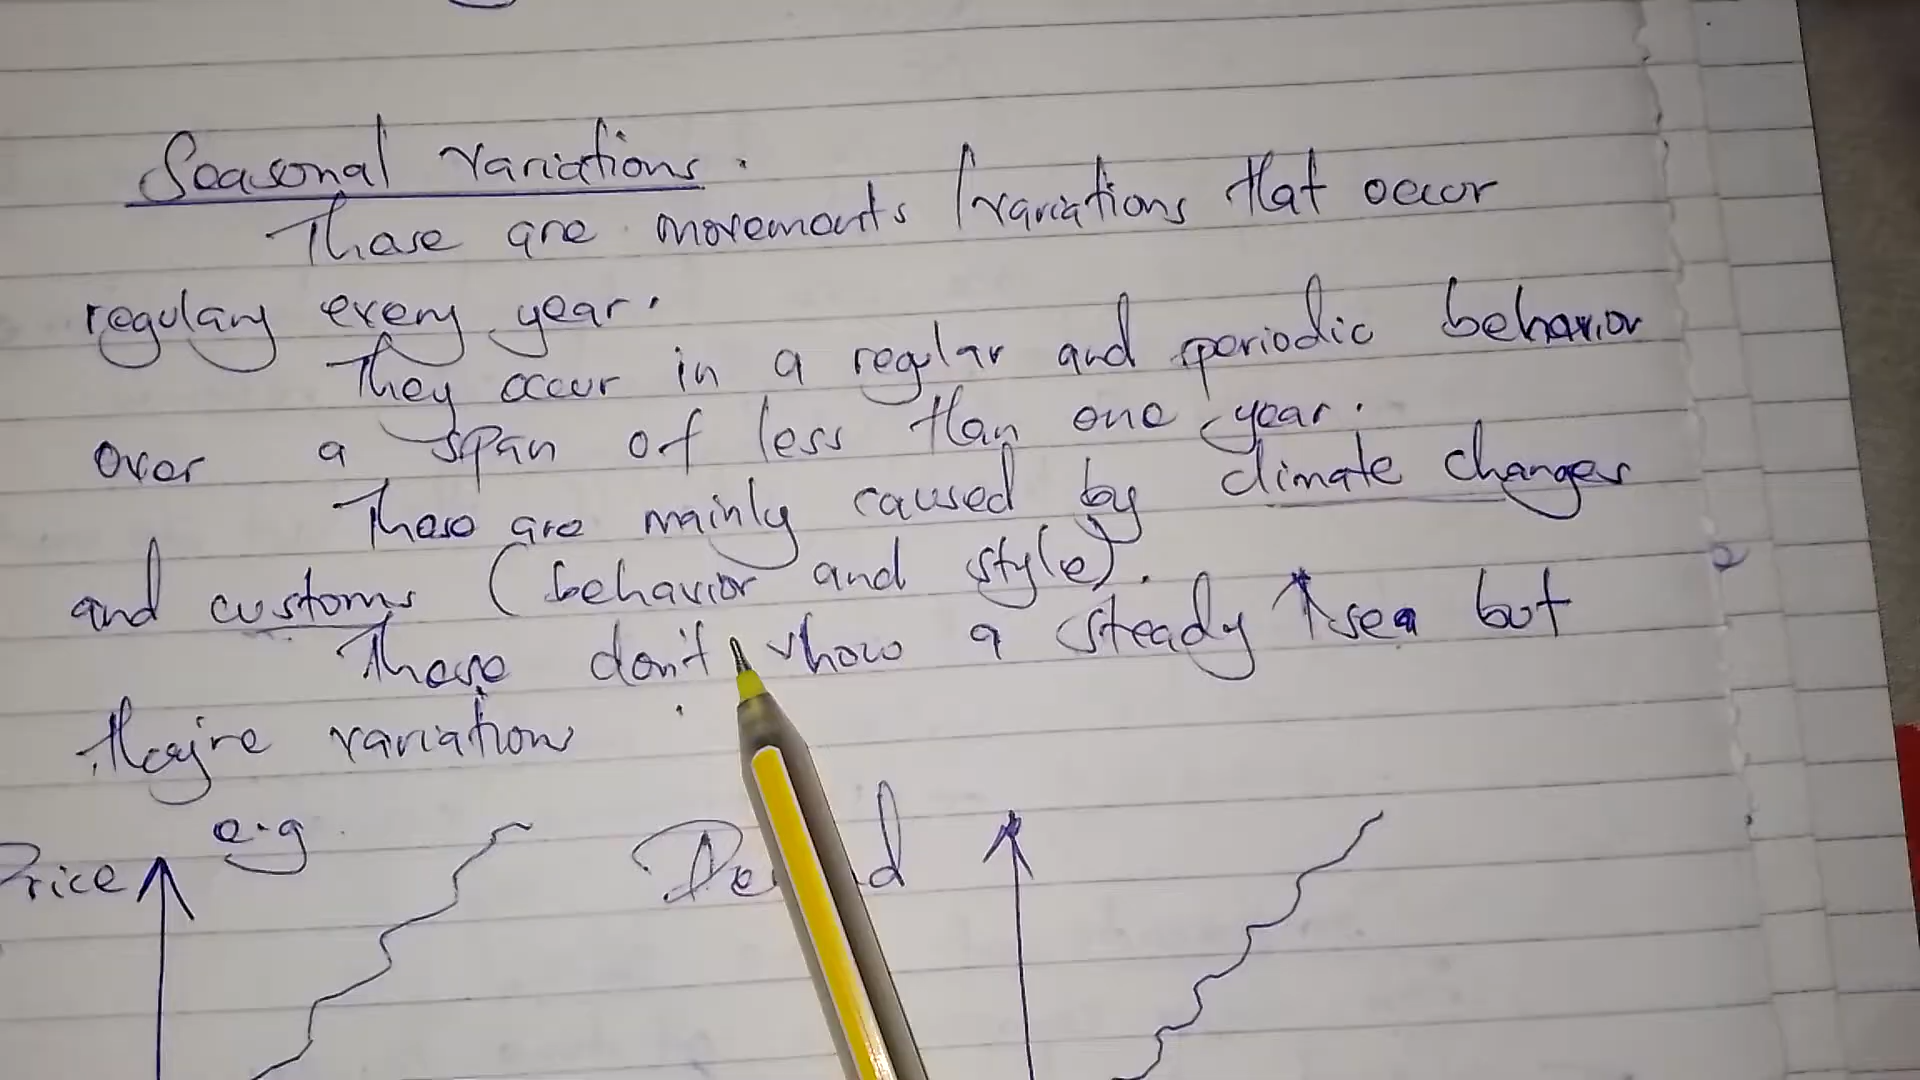 Seasonal Variations.
These are movements / variations that occur
regulary every year.
They occur in a regular and periodic behavior
over a span of less than one year.
These are mainly caused by climate changes
and customs (behavior and style).
These don't show a steady ↑se but
they're variations
e.g
Price